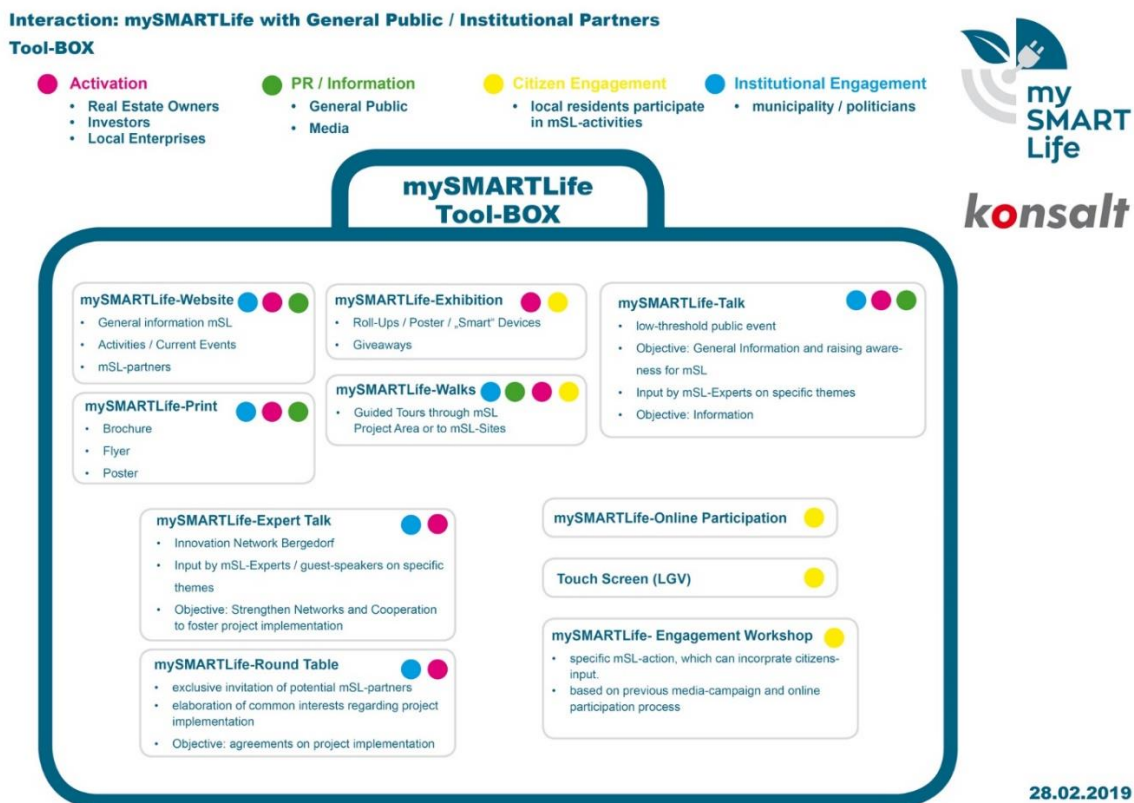 Interaction: mySMARTLife with General Public / Institutional Partners
Tool-BOX
Activation
• Real Estate Owners
• Investors
• Local Enterprises
PR / Information
• General Public
• Media
Citizen Engagement
• local residents participate
in mSL-activities
Institutional Engagement
• municipality / politicians
my
SMART
Life
konsalt
mySMARTLife
Tool-BOX
mySMARTLife-Website
• General information mSL
• Activities / Current Events
• mSL-partners
mySMARTLife-Print
• Brochure
• Flyer
• Poster
mySMARTLife-Exhibition
• Roll-Ups / Poster / „Smart" Devices
• Giveaways
mySMARTLife-Walks
• Guided Tours through mSL
Project Area or to mSL-Sites
mySMARTLife-Talk
• low-threshold public event
• Objective: General Information and raising aware-
ness for mSL
• Input by mSL-Experts on specific themes
• Objective: Information
mySMARTLife-Expert Talk
• Innovation Network Bergedorf
• Input by mSL-Experts / guest-speakers on specific
themes
• Objective: Strengthen Networks and Cooperation
to foster project implementation
mySMARTLife-Round Table
• exclusive invitation of potential mSL-partners
• elaboration of common interests regarding project
implementation
• Objective: agreements on project implementation
mySMARTLife-Online Participation
Touch Screen (LGV)
mySMARTLife- Engagement Workshop
• specific mSL-action, which can incorprate citizens-
input.
• based on previous media-campaign and online
participation process
28.02.2019